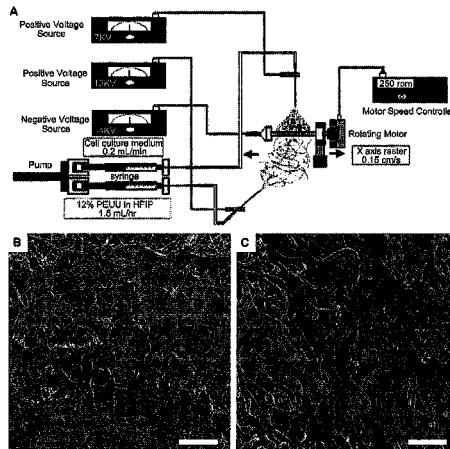 A
Positive Voltage
Source
7KV
Positive Voltage
Source
12KV
Negative Voltage
Source
-4KV
250 rpm
Motor Speed Controller
Cell culture medium
0.2 mL/min
Rotating Motor
Pump
syringe
X axis raster
0.15 cm/s
12% PEUU in HFIP
1.5 mL/hr
B
C